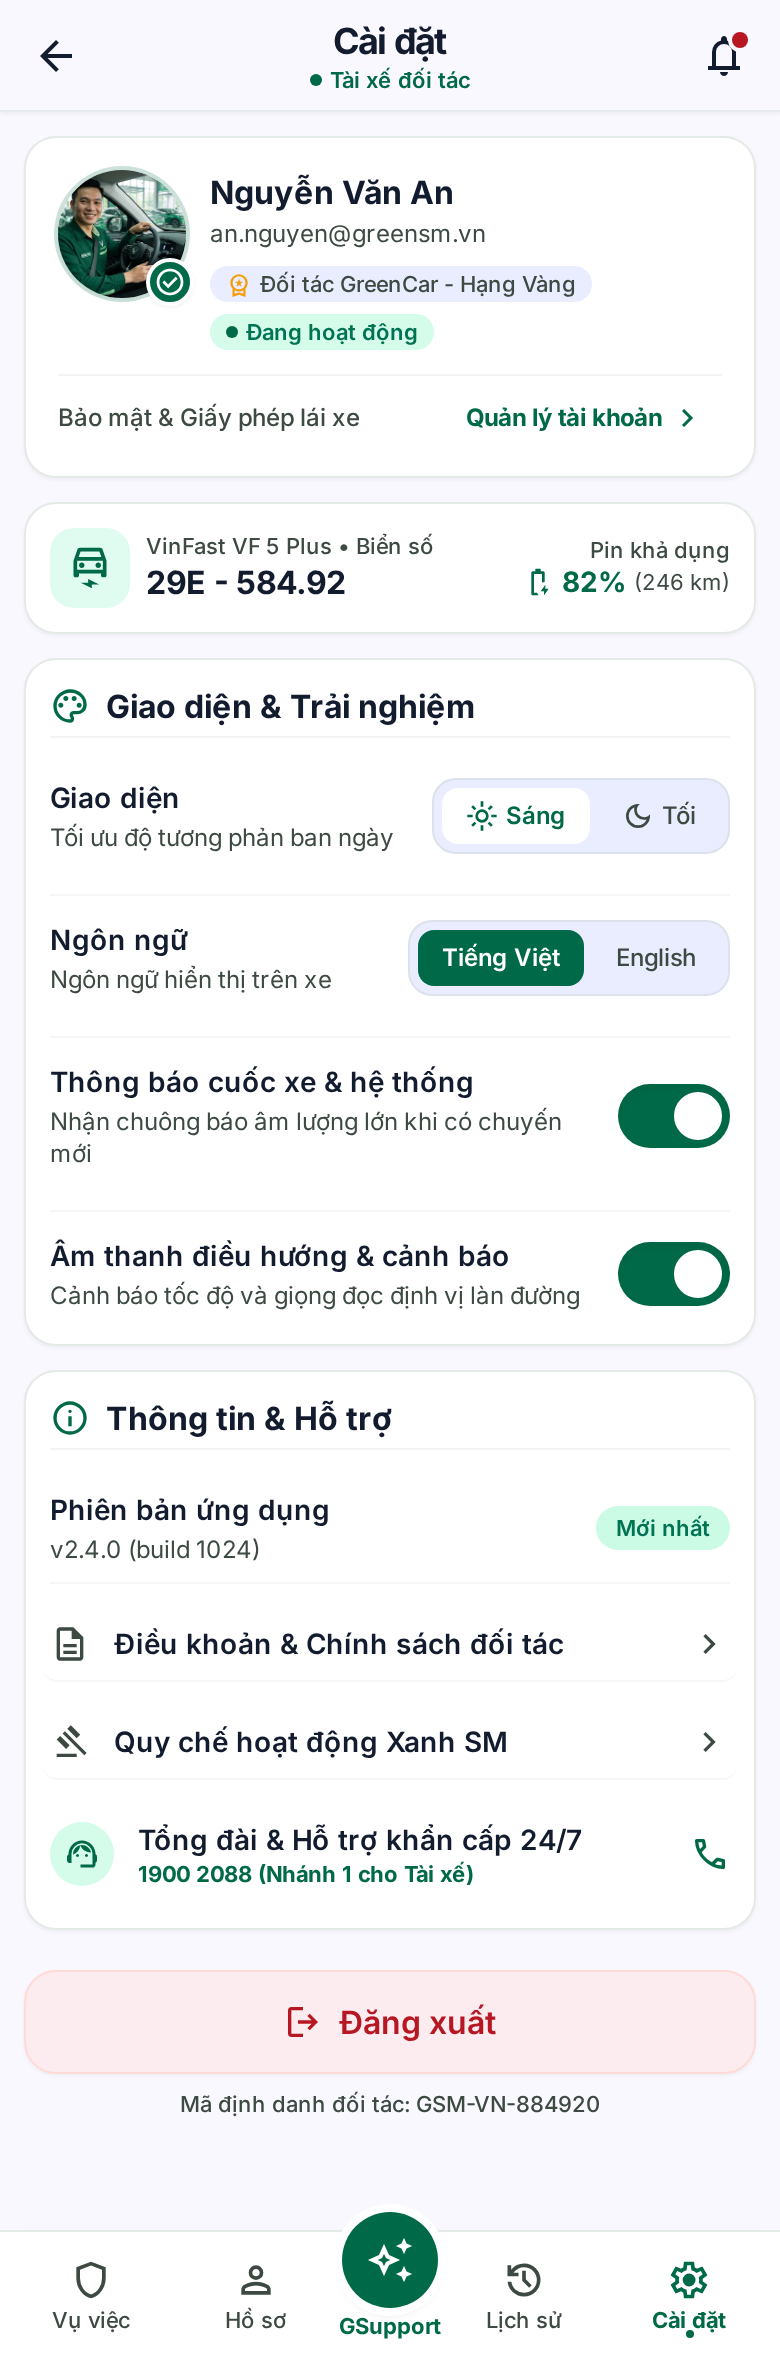 Cài đặt
Tài xế đối tác
Nguyễn Văn An
an.nguyen@greensm.vn
Đối tác GreenCar - Hạng Vàng
Đang hoạt động
Bảo mật & Giấy phép lái xe
Quản lý tài khoản
VinFast VF 5 Plus • Biển số
29E - 584.92
Pin khả dụng
82% (246 km)
Giao diện & Trải nghiệm
Giao diện
Tối ưu độ tương phản ban ngày
Sáng
Tối
Ngôn ngữ
Ngôn ngữ hiển thị trên xe
Tiếng Việt
English
Thông báo cuốc xe & hệ thống
Nhận chuông báo âm lượng lớn khi có chuyến
mới
Âm thanh điều hướng & cảnh báo
Cảnh báo tốc độ và giọng đọc định vị làn đường
Thông tin & Hỗ trợ
Phiên bản ứng dụng
v2.4.0 (build 1024)
Mới nhất
Điều khoản & Chính sách đối tác
Quy chế hoạt động Xanh SM
Tổng đài & Hỗ trợ khẩn cấp 24/7
1900 2088 (Nhánh 1 cho Tài xế)
Đăng xuất
Mã định danh đối tác: GSM-VN-884920
Vụ việc
Hồ sơ
GSupport
Lịch sử
Cài đặt